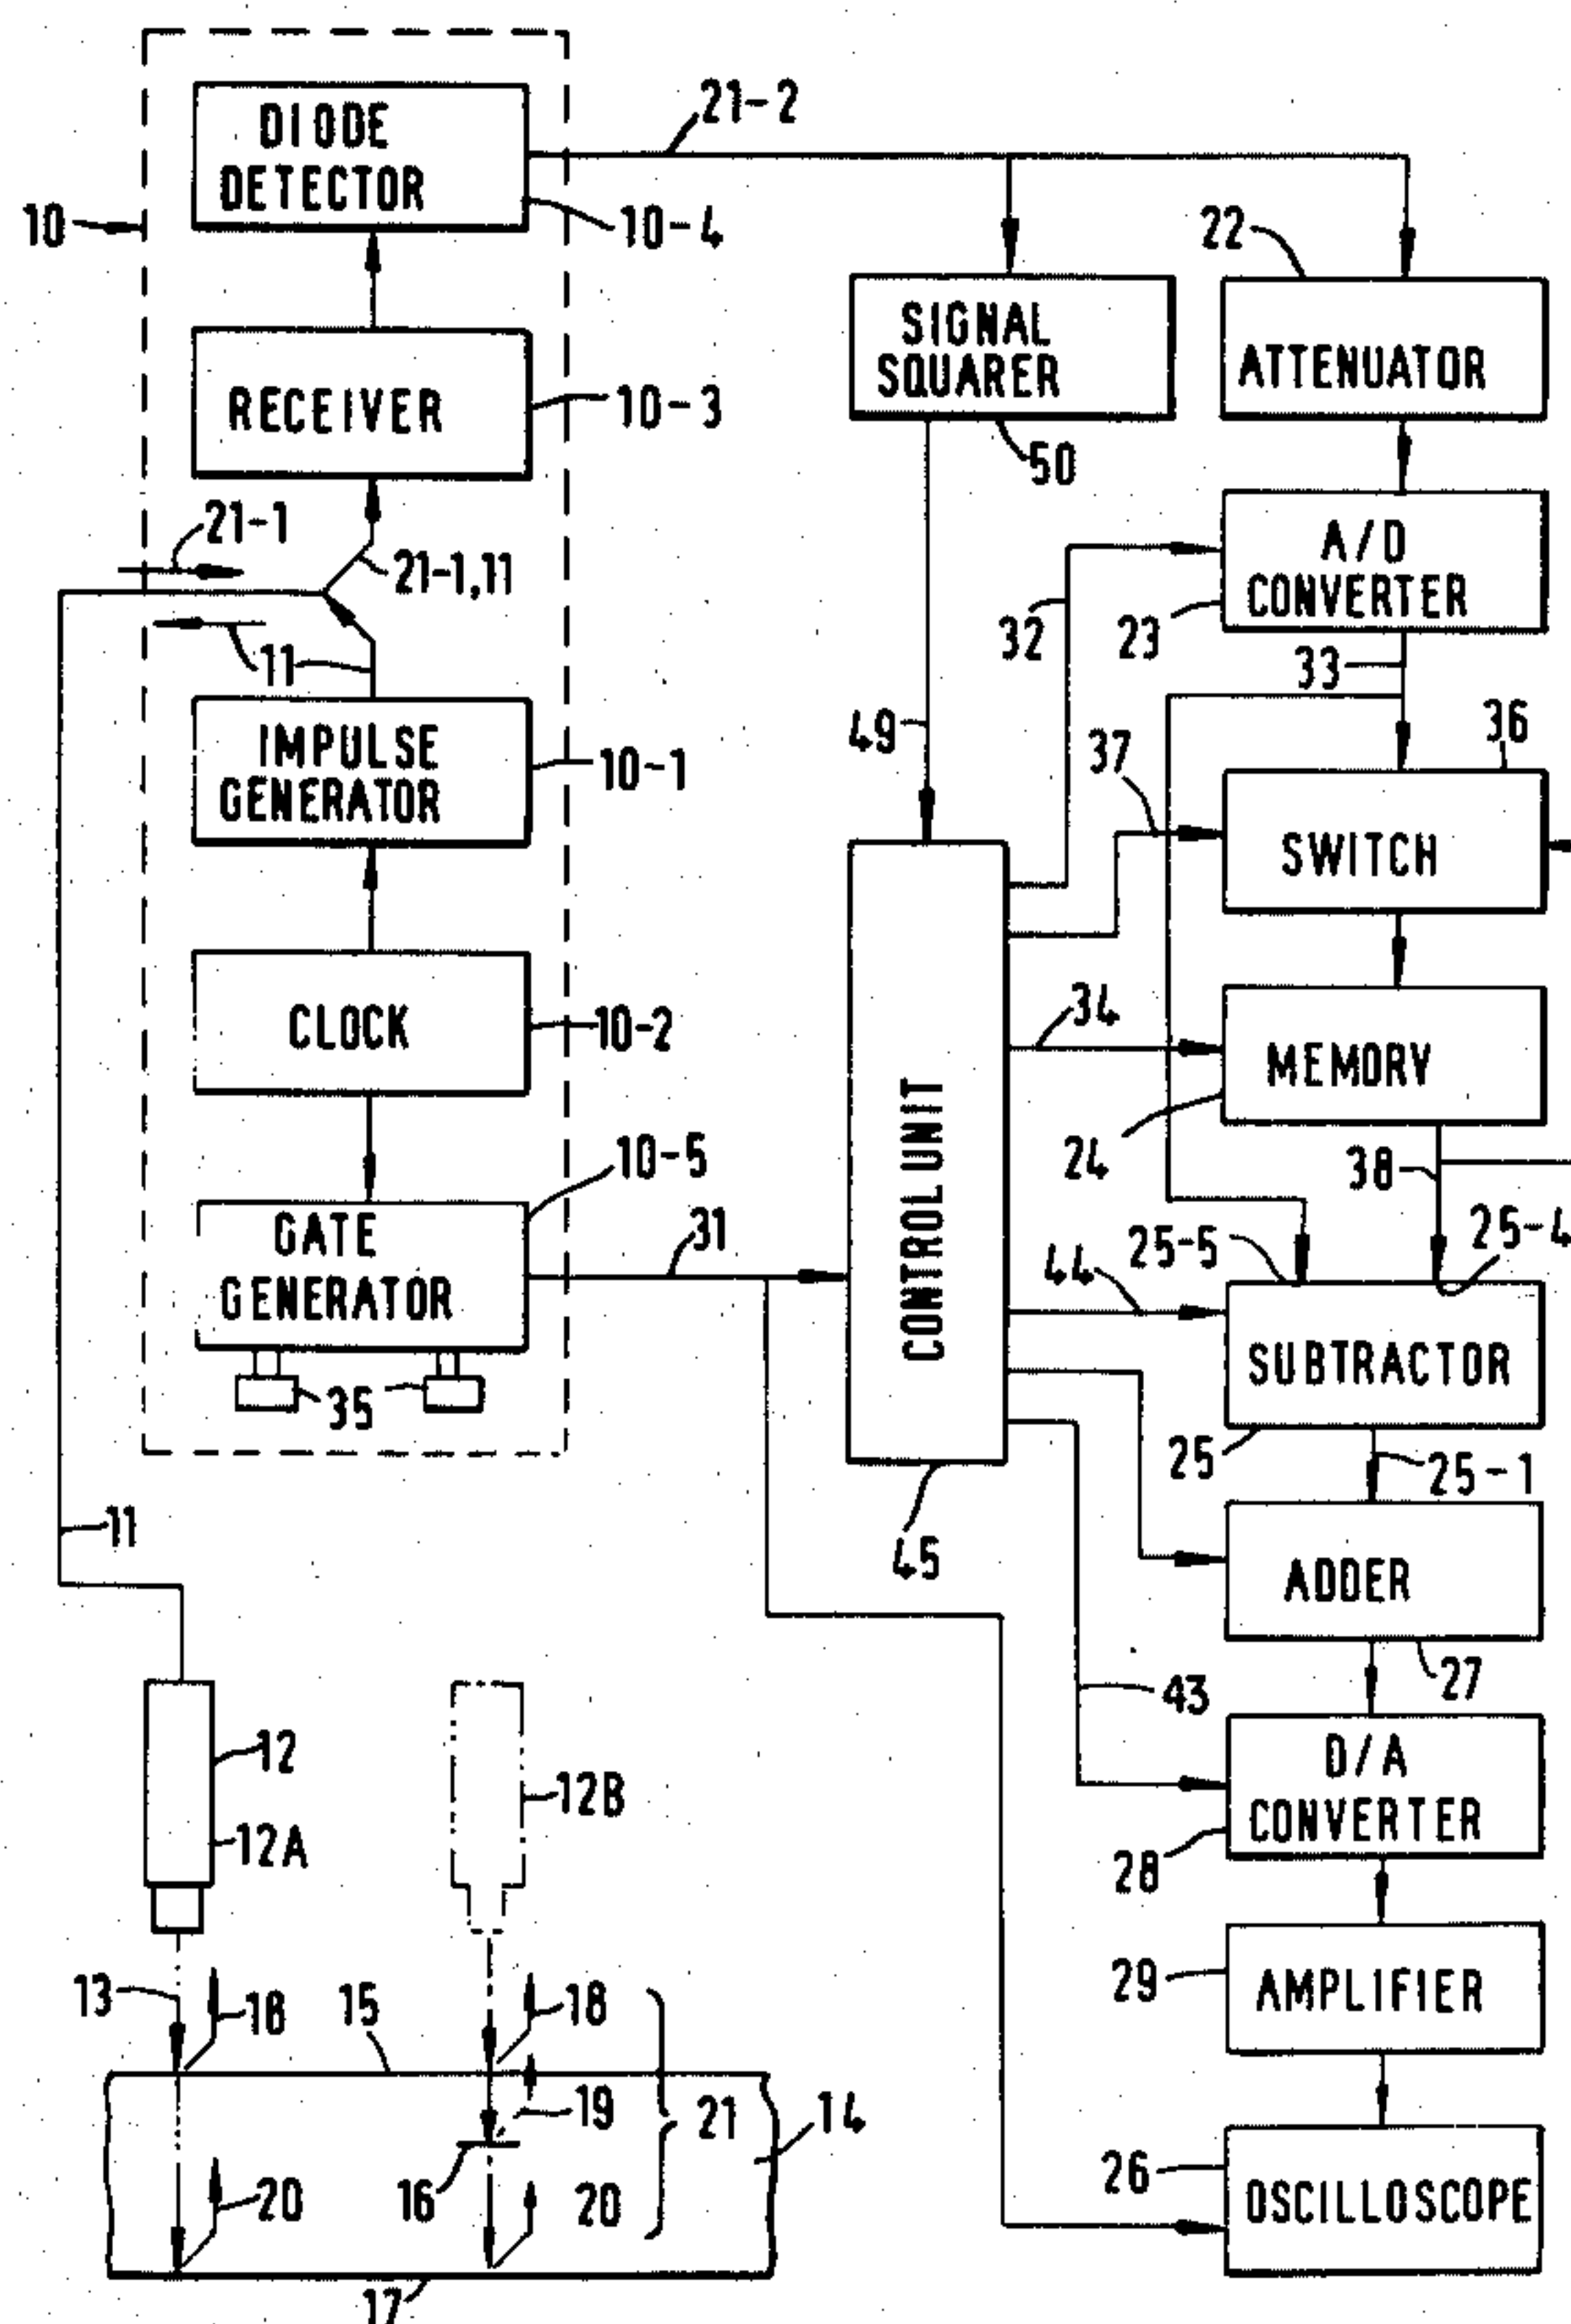 DIODE
DETECTOR
21-2
10
10-4
22
SIGNAL
SQUARER
ATTENUATOR
RECEIVER
10-3
50
21-1
21-1,11
A/D
CONVERTER
32
23
11
33
IMPULSE
GENERATOR
10-1
49
37
36
SWITCH
CLOCK
10-2
34
MEMORY
CONTROL UNIT
24
38
10-5
GATE
GENERATOR
31
25-5
25-4
44
SUBTRACTOR
35
25
25-1
11
45
ADDER
27
43
12
12A
12B
D/A
CONVERTER
28
13
18
15
18
29
AMPLIFIER
19
21
14
20
16
20
26
OSCILLOSCOPE
17